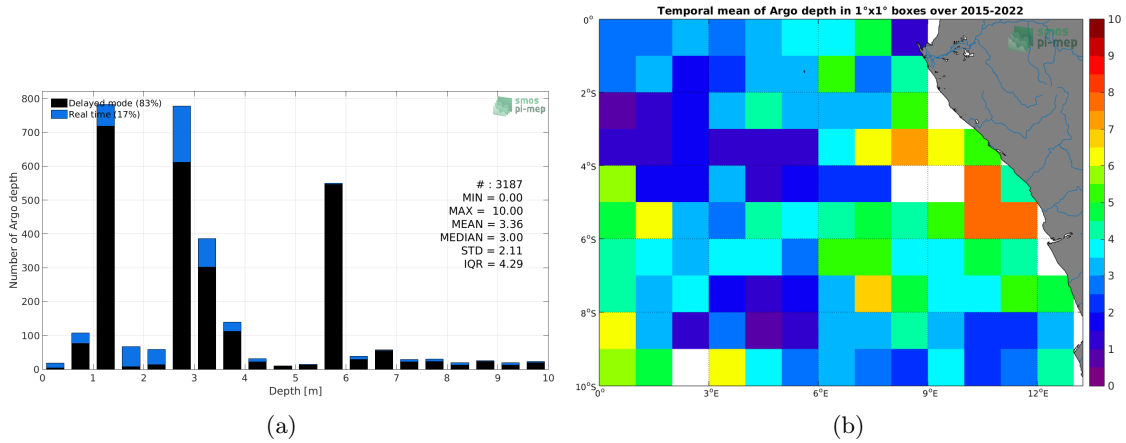 800
700
600
500
400
300
200
100
0
Number of Argo depth
Delayed mode (83%)
Real time (17%)
smos
pi-mep
# : 3187
MIN = 0.00
MAX = 10.00
MEAN = 3.36
MEDIAN = 3.00
STD = 2.11
IQR = 4.29
0 1 2 3 4 5 6 7 8 9 10
Depth [m]
(a)
Temporal mean of Argo depth in 1°x1° boxes over 2015-2022
smos
pi-mep
0°
2°S
4°S
6°S
8°S
10°S
0° 3°E 6°E 9°E 12°E
10
9
8
7
6
5
4
3
2
1
0
(b)